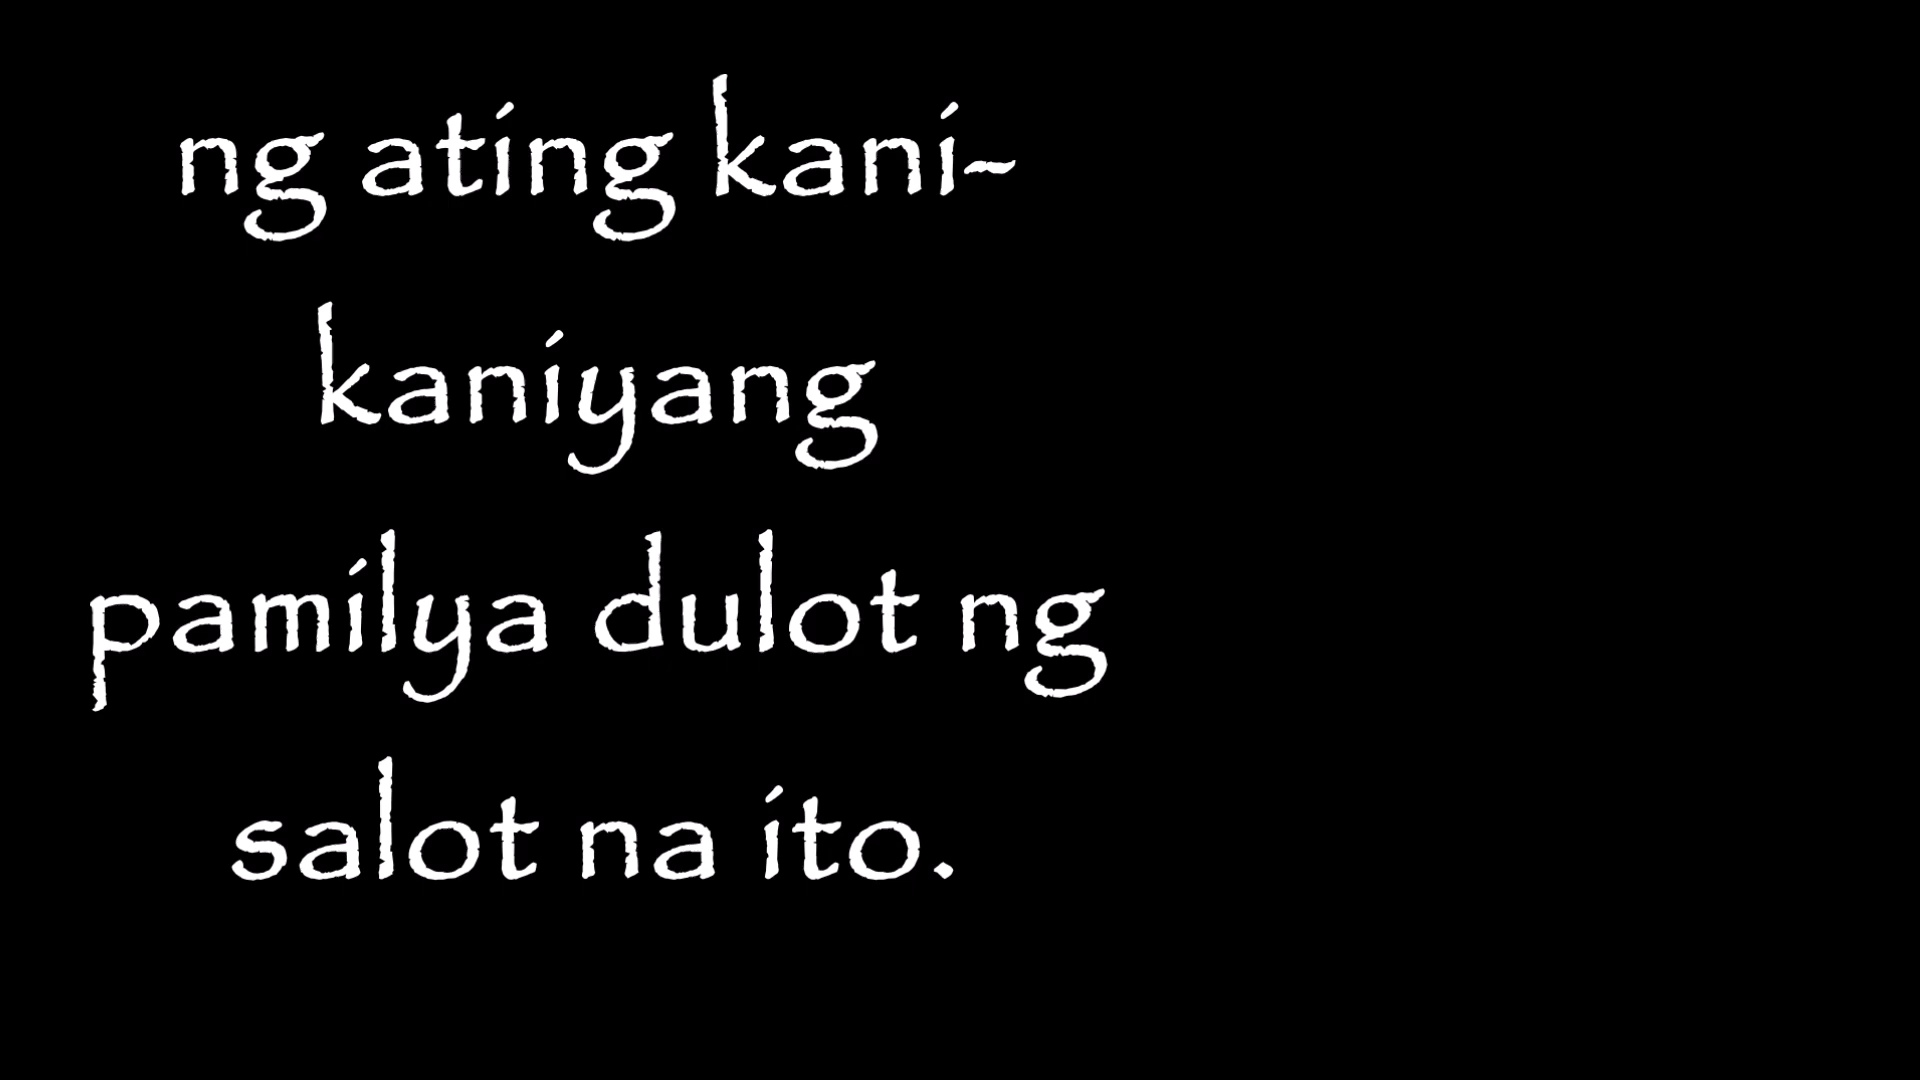 ng ating kani-
kaniyang
pamilya dulot ng
salot na ito.